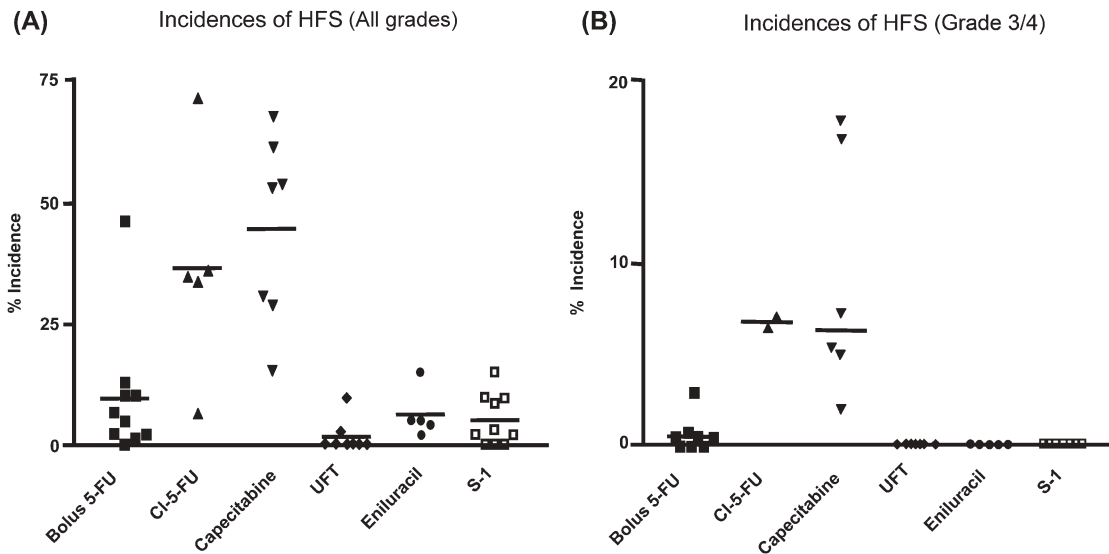 (A)
Incidences of HFS (All grades)
75
50
25
0
% Incidence
Bolus 5-FU
CI-5-FU
Capecitabine
UFT
Eniluracil
S-1
(B)
Incidences of HFS (Grade 3/4)
20
10
0
% Incidence
Bolus 5-FU
CI-5-FU
Capecitabine
UFT
Eniluracil
S-1